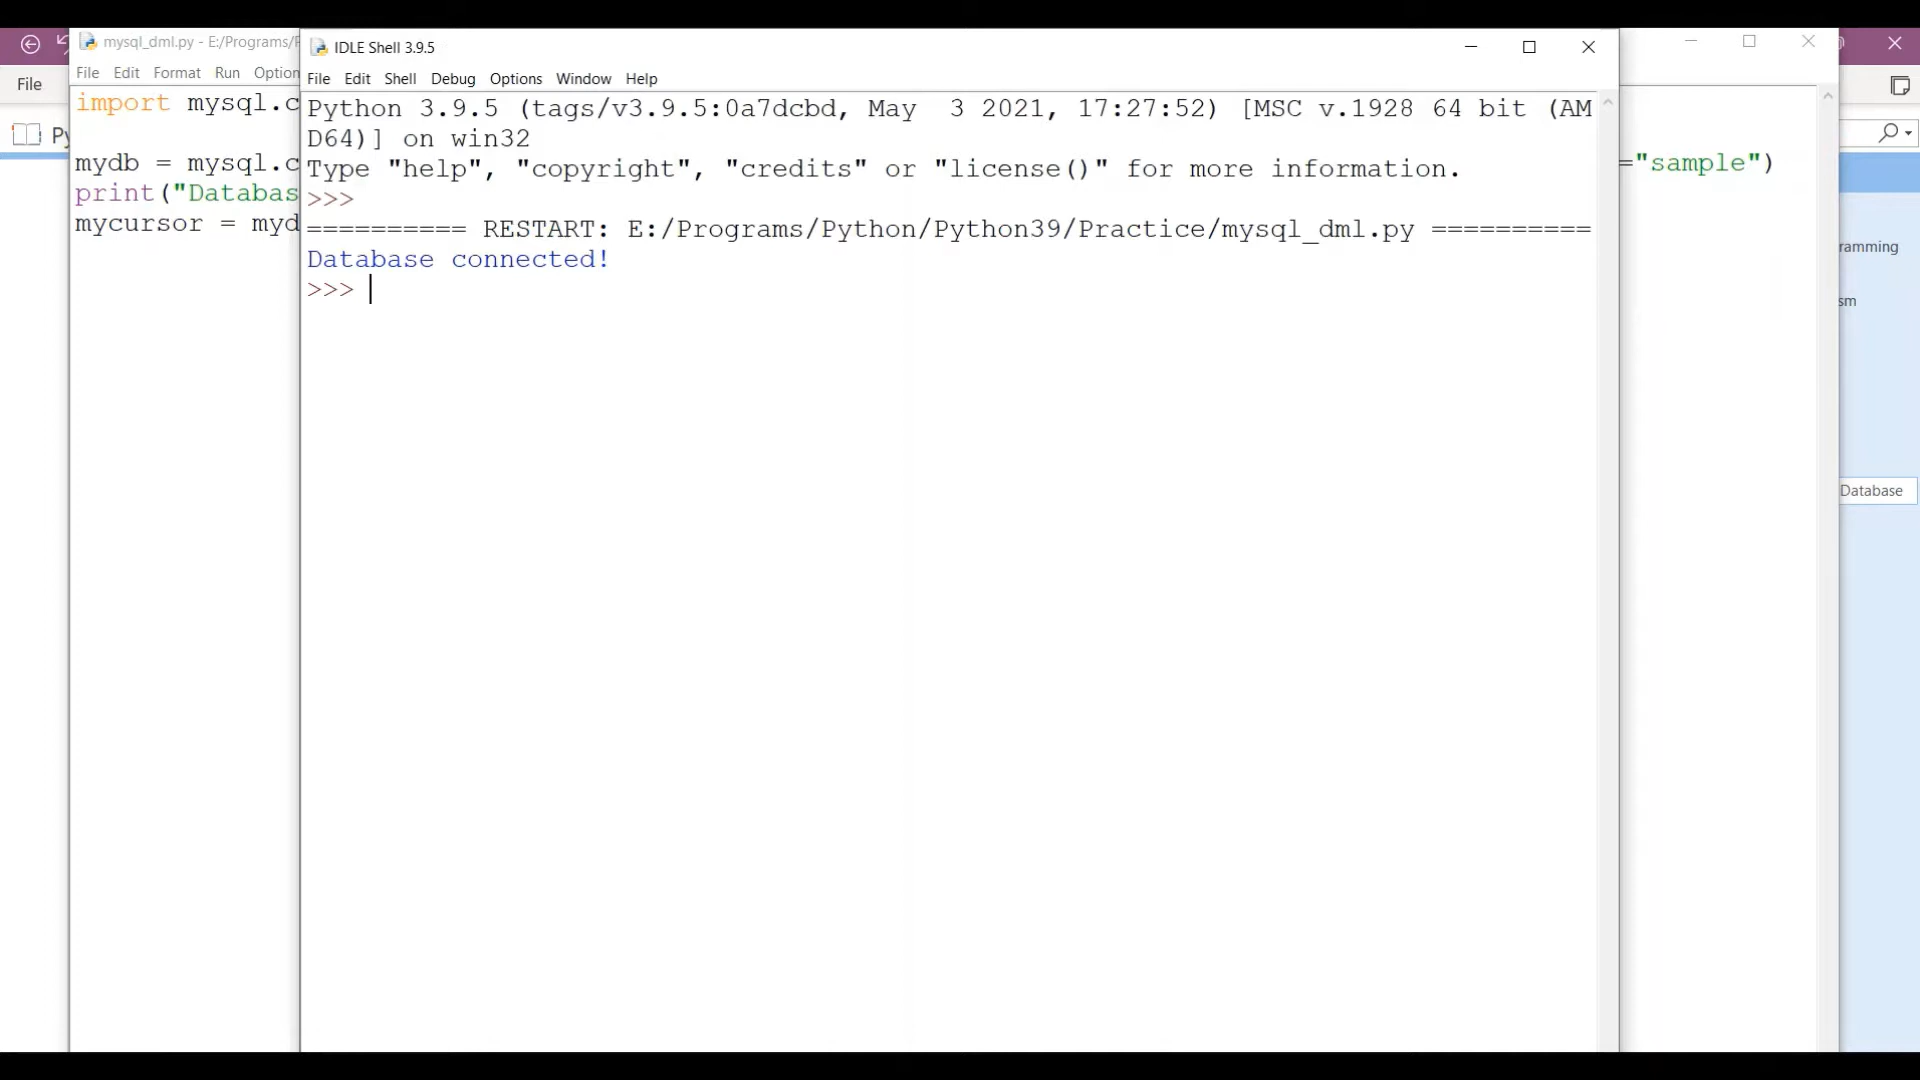 mysql_dml.py - E:/Programs/P
File Edit Format Run Option
import mysql.c
mydb = mysql.c
="sample")
print("Databas
mycursor = myd
IDLE Shell 3.9.5
File Edit Shell Debug Options Window Help
Python 3.9.5 (tags/v3.9.5:0a7dcbd, May  3 2021, 17:27:52) [MSC v.1928 64 bit (AM
D64)] on win32
Type "help", "copyright", "credits" or "license()" for more information.
>>>
========== RESTART: E:/Programs/Python/Python39/Practice/mysql_dml.py ==========
Database connected!
>>>
File
Py
ramming
sm
Database